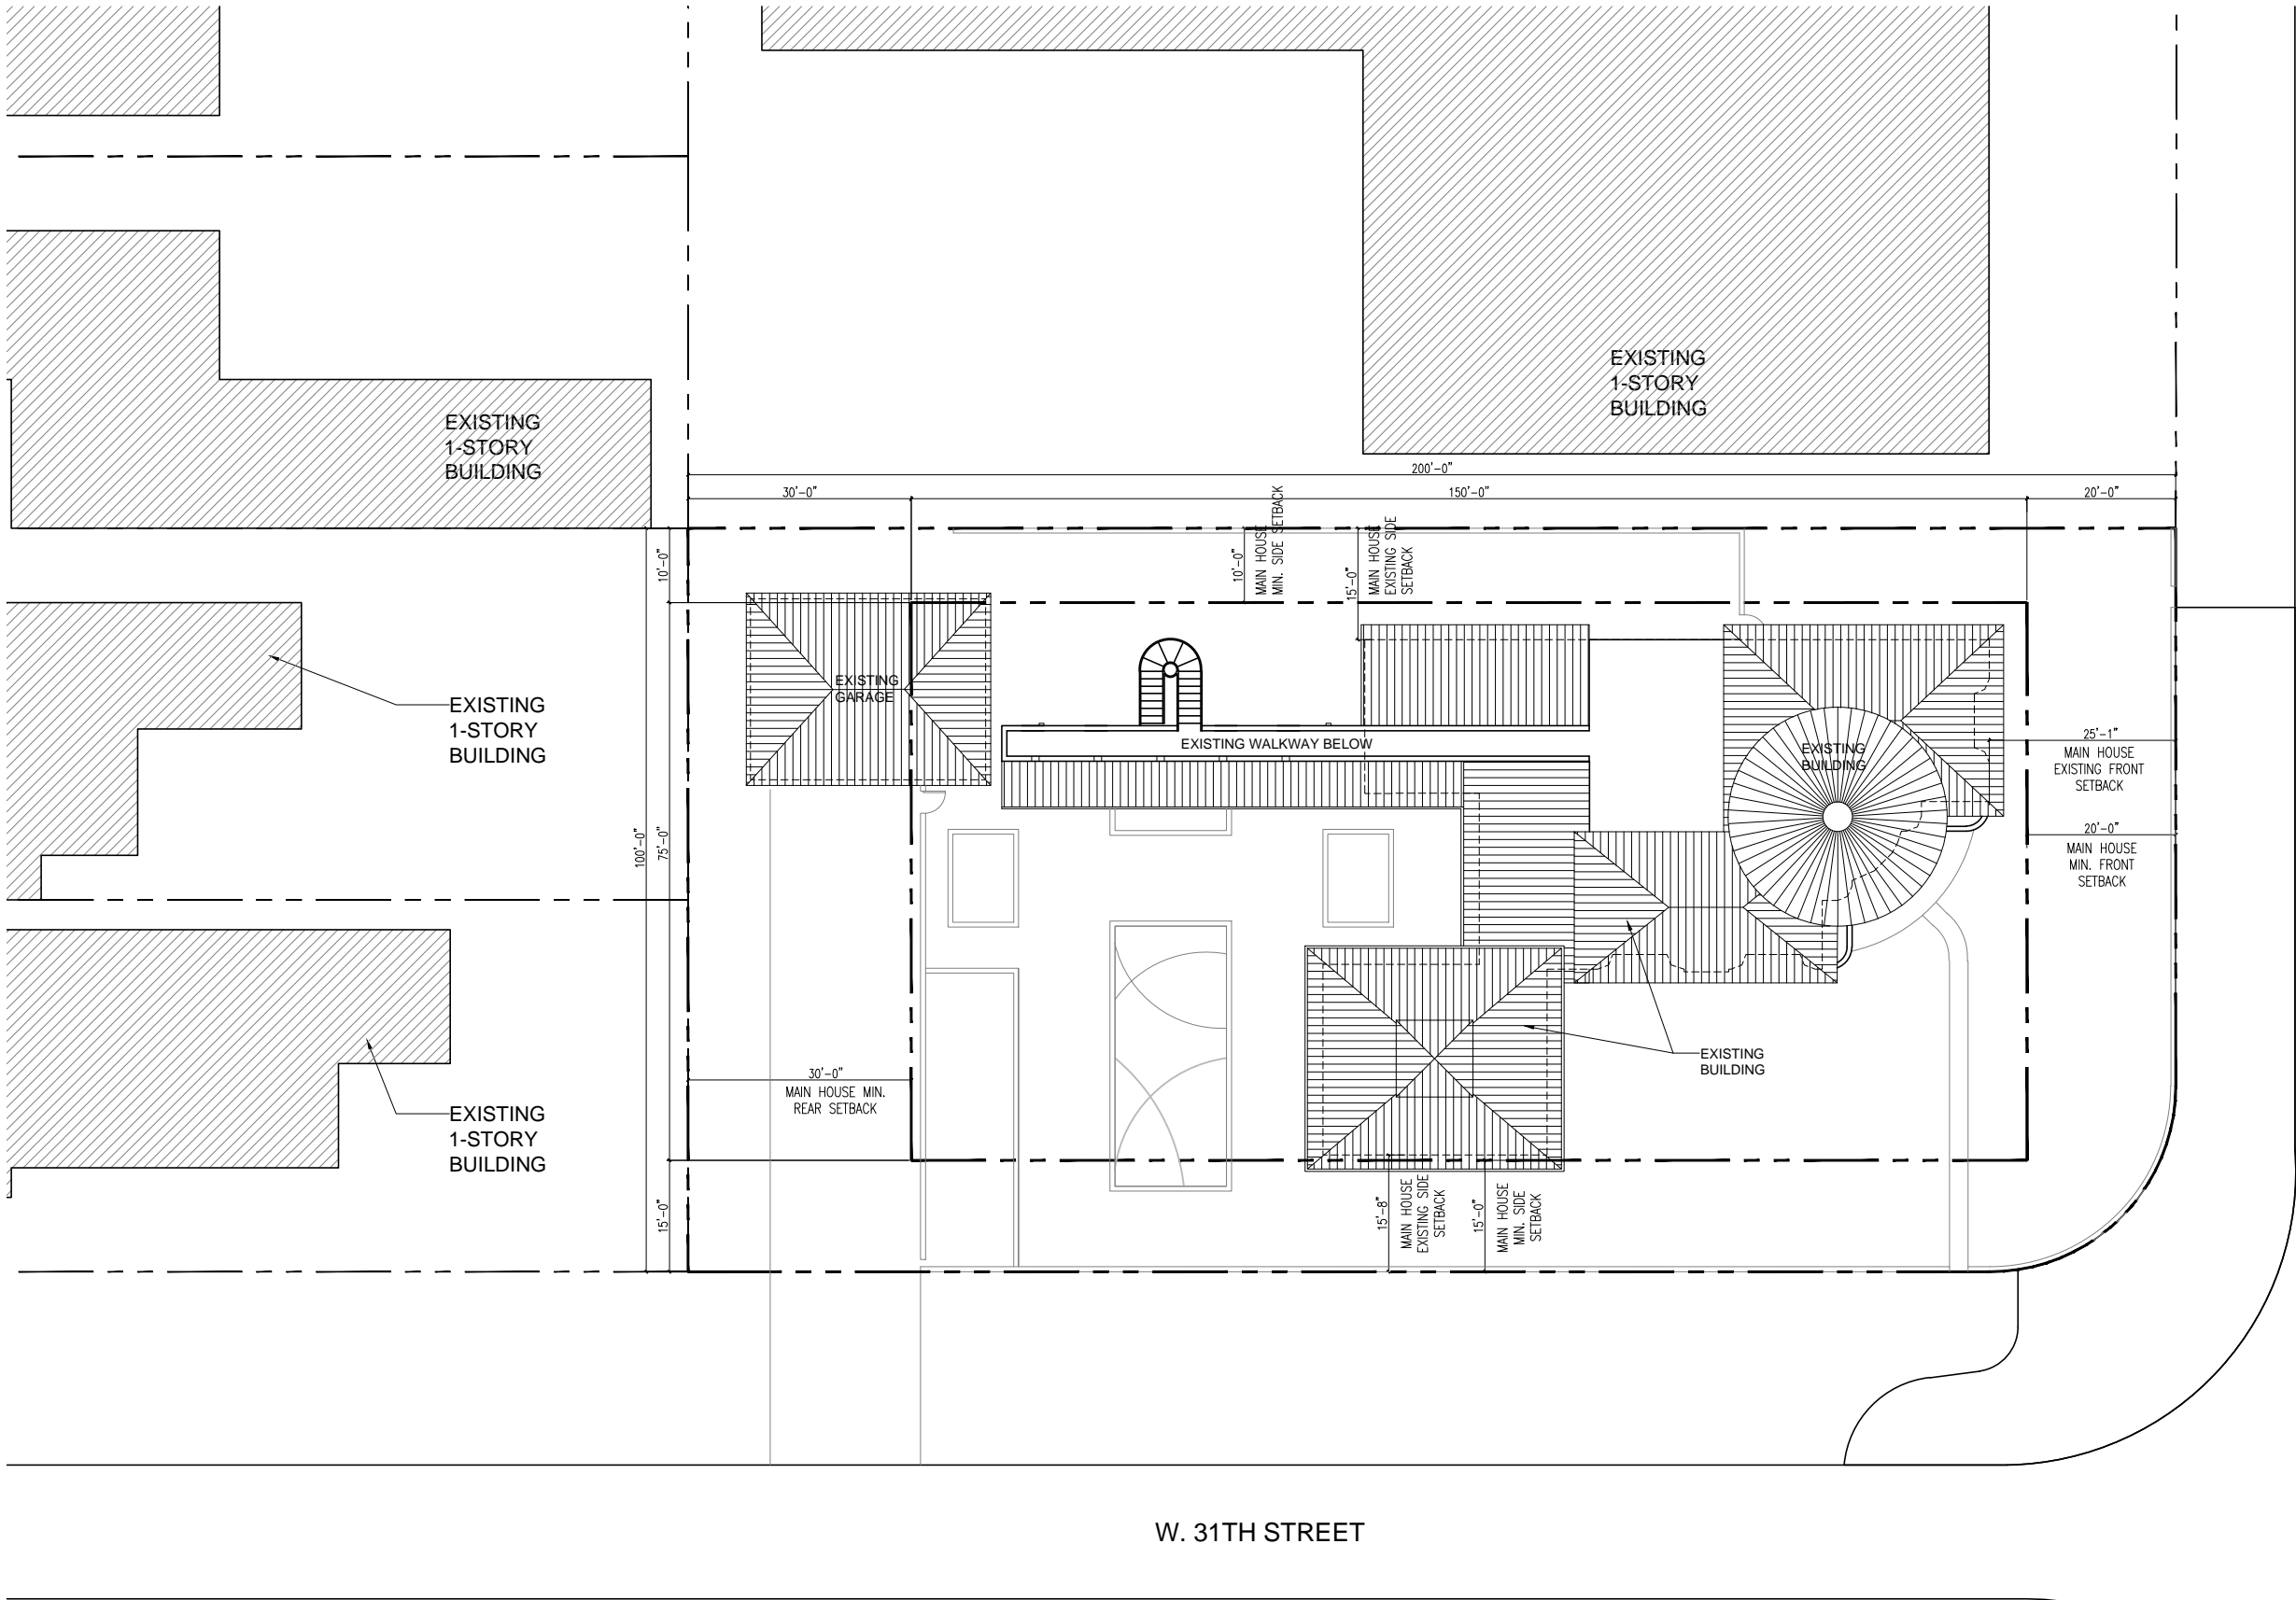 EXISTING
1-STORY
BUILDING
EXISTING
1-STORY
BUILDING
200'-0"
30'-0"
150'-0"
20'-0"
10'-0"
10'-0"
MAIN HOUSE
MIN. SIDE SETBACK
15'-0"
MAIN HOUSE
EXISTING SIDE
SETBACK
EXISTING
GARAGE
EXISTING
1-STORY
BUILDING
EXISTING WALKWAY BELOW
EXISTING
BUILDING
25'-1"
MAIN HOUSE
EXISTING FRONT
SETBACK
20'-0"
MAIN HOUSE
MIN. FRONT
SETBACK
100'-0"
75'-0"
EXISTING
BUILDING
30'-0"
MAIN HOUSE MIN.
REAR SETBACK
EXISTING
1-STORY
BUILDING
15'-0"
15'-8"
MAIN HOUSE
EXISTING SIDE
SETBACK
15'-0"
MAIN HOUSE
MIN. SIDE
SETBACK
W. 31TH STREET